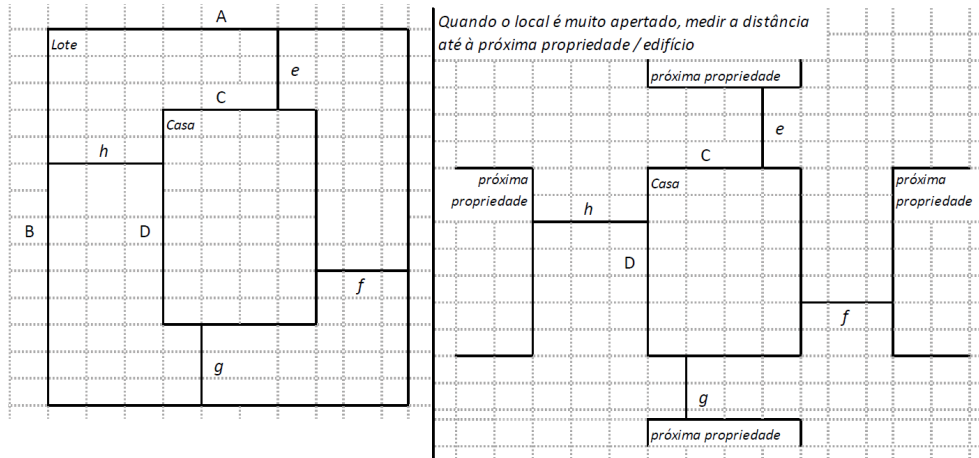 A
Lote
e
C
Casa
h
B
D
f
g
Quando o local é muito apertado, medir a distância
até à próxima propriedade / edifício
próxima propriedade
e
C
próxima
propriedade
Casa
próxima
propriedade
h
D
f
g
próxima propriedade